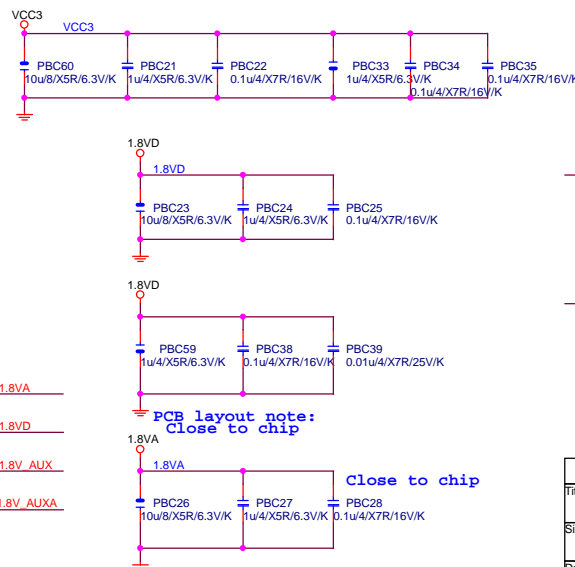 VCC3
VCC3
PBC60
10u/8/X5R/6.3V/K
PBC21
1u/4/X5R/6.3V/K
PBC22
0.1u/4/X7R/16V/K
PBC33
1u/4/X5R/6.3V/K
PBC34
0.1u/4/X7R/16V/K
PBC35
0.1u/4/X7R/16V/K
1.8VD
1.8VD
PBC23
10u/8/X5R/6.3V/K
PBC24
1u/4/X5R/6.3V/K
PBC25
0.1u/4/X7R/16V/K
1.8VD
PBC59
1u/4/X5R/6.3V/K
PBC38
0.1u/4/X7R/16V/K
PBC39
0.01u/4/X7R/25V/K
1.8VA
1.8VD
1.8V_AUX
1.8V_AUXA
PCB layout note:
Close to chip
1.8VA
1.8VA
Close to chip
PBC26
10u/8/X5R/6.3V/K
PBC27
1u/4/X5R/6.3V/K
PBC28
0.1u/4/X7R/16V/K